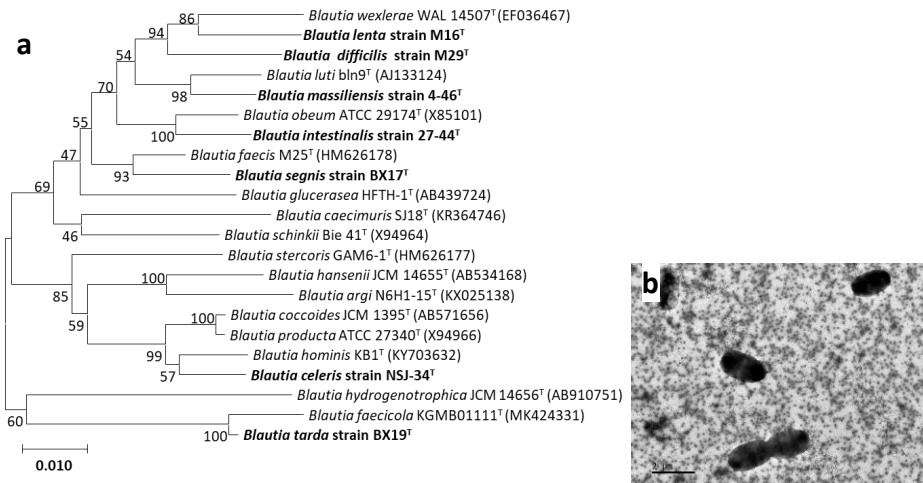 a
Blautia wexlerae WAL 14507ᵀ (EF036467)
86
Blautia lenta strain M16ᵀ
94
Blautia difficilis strain M29ᵀ
54
Blautia luti bln9ᵀ (AJ133124)
98
Blautia massiliensis strain 4-46ᵀ
70
Blautia obeum ATCC 29174ᵀ (X85101)
100
Blautia intestinalis strain 27-44ᵀ
55
Blautia faecis M25ᵀ (HM626178)
93
Blautia segnis strain BX17ᵀ
47
Blautia glucerasea HFTH-1ᵀ (AB439724)
69
Blautia caecimuris SJ18ᵀ (KR364746)
46
Blautia schinkii Bie 41ᵀ (X94964)
Blautia stercoris GAM6-1ᵀ (HM626177)
85
100
Blautia hansenii JCM 14655ᵀ (AB534168)
Blautia argi N6H1-15ᵀ (KX025138)
59
100
Blautia coccoides JCM 1395ᵀ (AB571656)
Blautia producta ATCC 27340ᵀ (X94966)
99
Blautia hominis KB1ᵀ (KY703632)
57
Blautia celeris strain NSJ-34ᵀ
Blautia hydrogenotrophica JCM 14656ᵀ (AB910751)
60
Blautia faecicola KGMB01111ᵀ (MK424331)
100
Blautia tarda strain BX19ᵀ
0.010
b